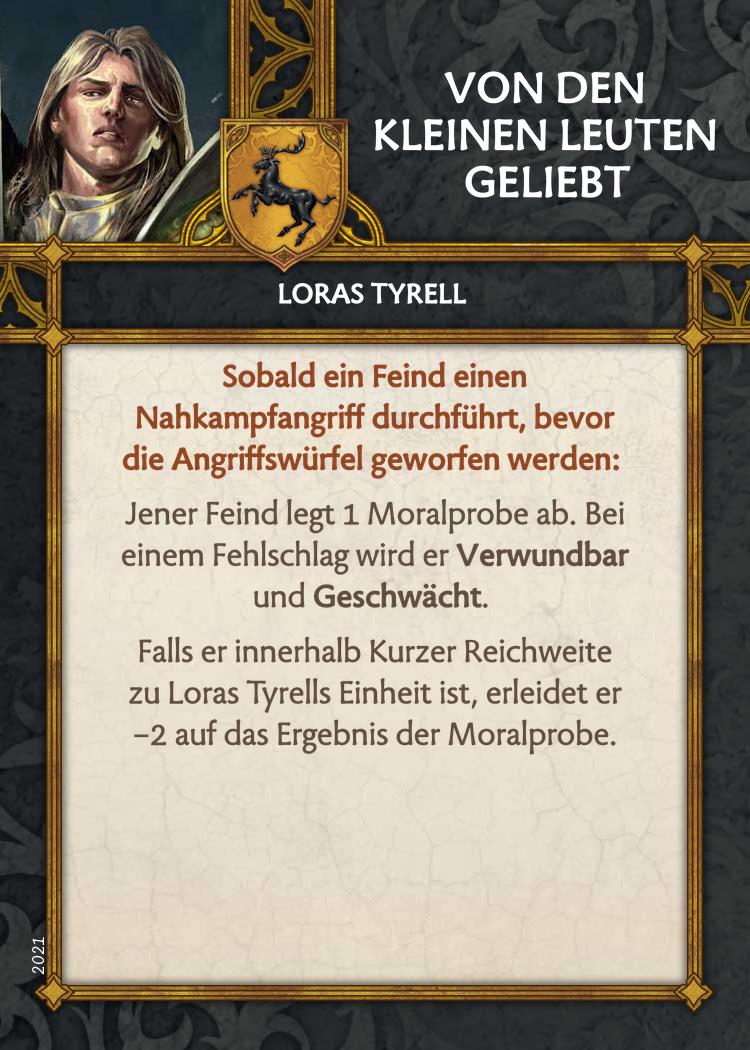 VON DEN
KLEINEN LEUTEN
GELIEBT
LORAS TYRELL
Sobald ein Feind einen
Nahkampfangriff durchführt, bevor
die Angriffswürfel geworfen werden:
Jener Feind legt 1 Moralprobe ab. Bei
einem Fehlschlag wird er Verwundbar
und Geschwächt.
Falls er innerhalb Kurzer Reichweite
zu Loras Tyrells Einheit ist, erleidet er
–2 auf das Ergebnis der Moralprobe.
2021